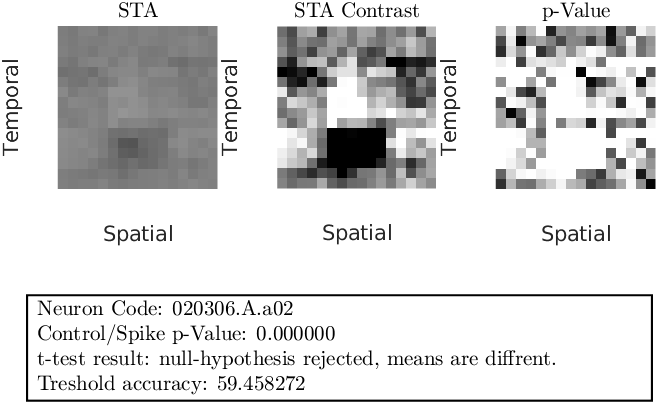 STA
STA Contrast
p-Value
Temporal
Temporal
Temporal
Spatial
Spatial
Spatial
Neuron Code: 020306.A.a02
Control/Spike p-Value: 0.000000
t-test result: null-hypothesis rejected, means are diffrent.
Treshold accuracy: 59.458272